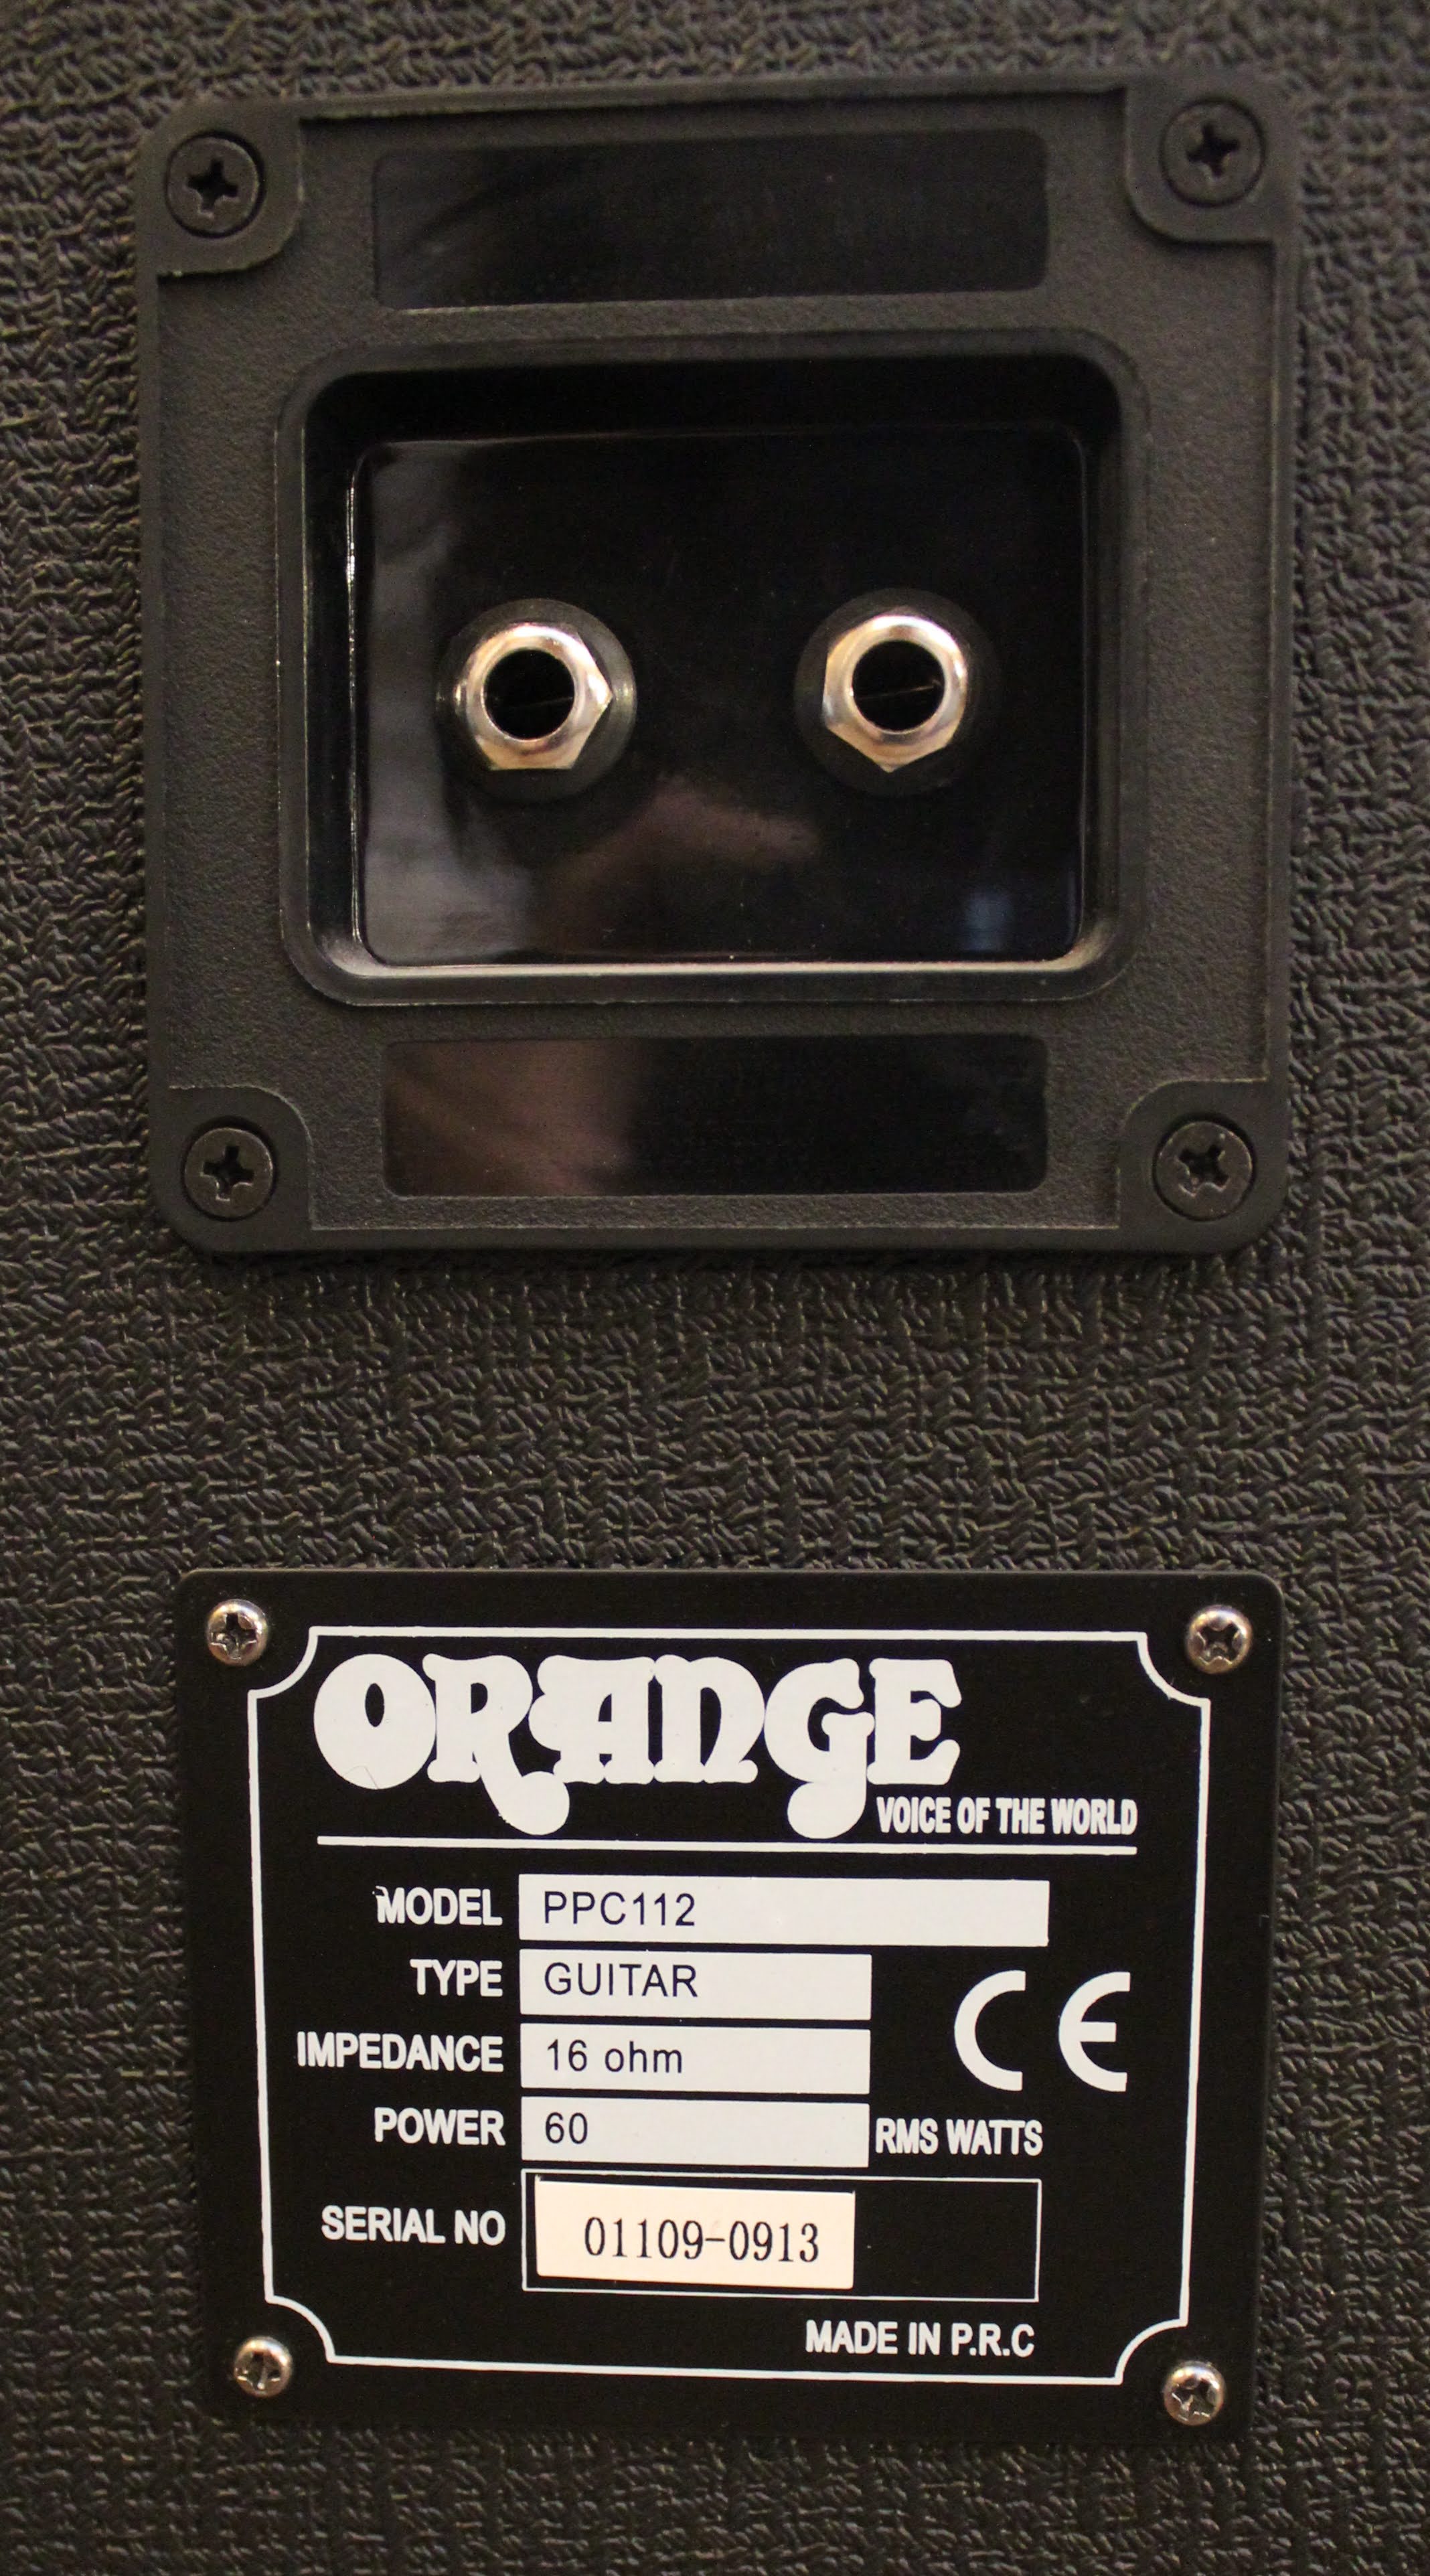 ORANGE
VOICE OF THE WORLD
MODEL PPC112
TYPE GUITAR
IMPEDANCE 16 ohm
CE
POWER 60 RMS WATTS
SERIAL NO 01109-0913
MADE IN P.R.C